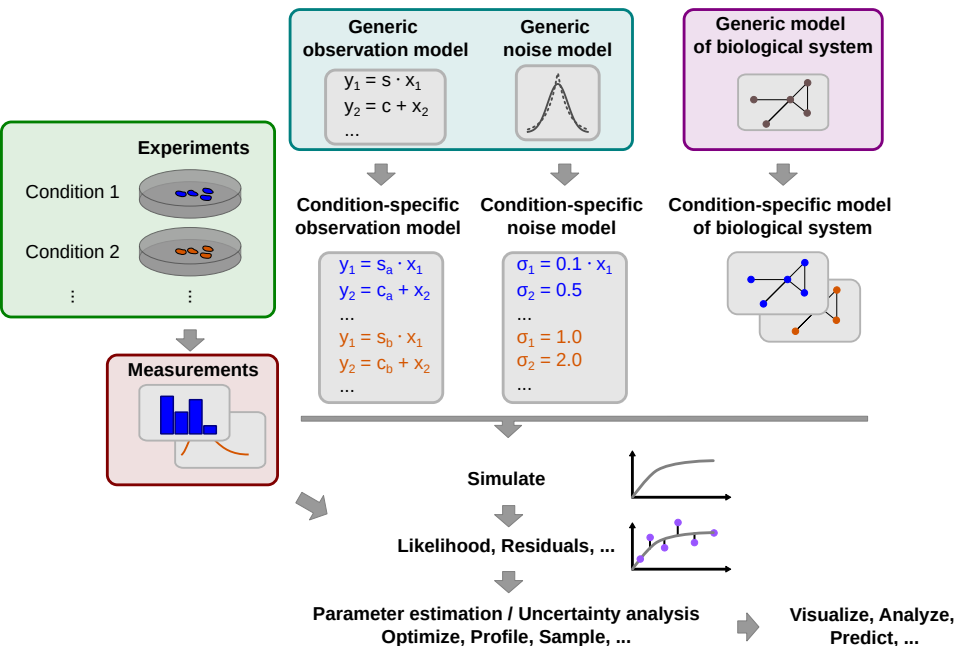 Generic
observation model
y₁ = s · x₁
y₂ = c + x₂
...
Generic
noise model
Generic model
of biological system
Experiments
Condition 1
Condition 2
⋮ ⋮
Measurements
Condition-specific
observation model
y₁ = sₐ · x₁
y₂ = cₐ + x₂
...
y₁ = s_b · x₁
y₂ = c_b + x₂
...
Condition-specific
noise model
σ₁ = 0.1 · x₁
σ₂ = 0.5
...
σ₁ = 1.0
σ₂ = 2.0
...
Condition-specific model
of biological system
Simulate
Likelihood, Residuals, ...
Parameter estimation / Uncertainty analysis
Optimize, Profile, Sample, ...
Visualize, Analyze,
Predict, ...